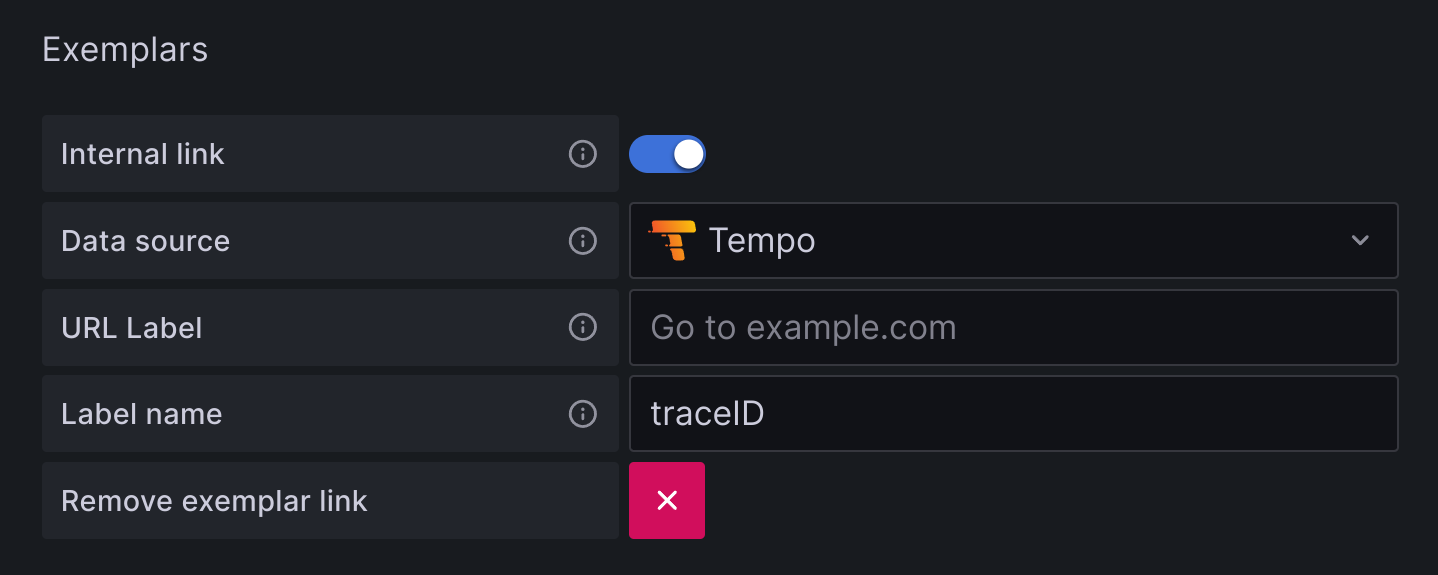 Exemplars
Internal link
Data source
Tempo
URL Label
Go to example.com
Label name
traceID
Remove exemplar link